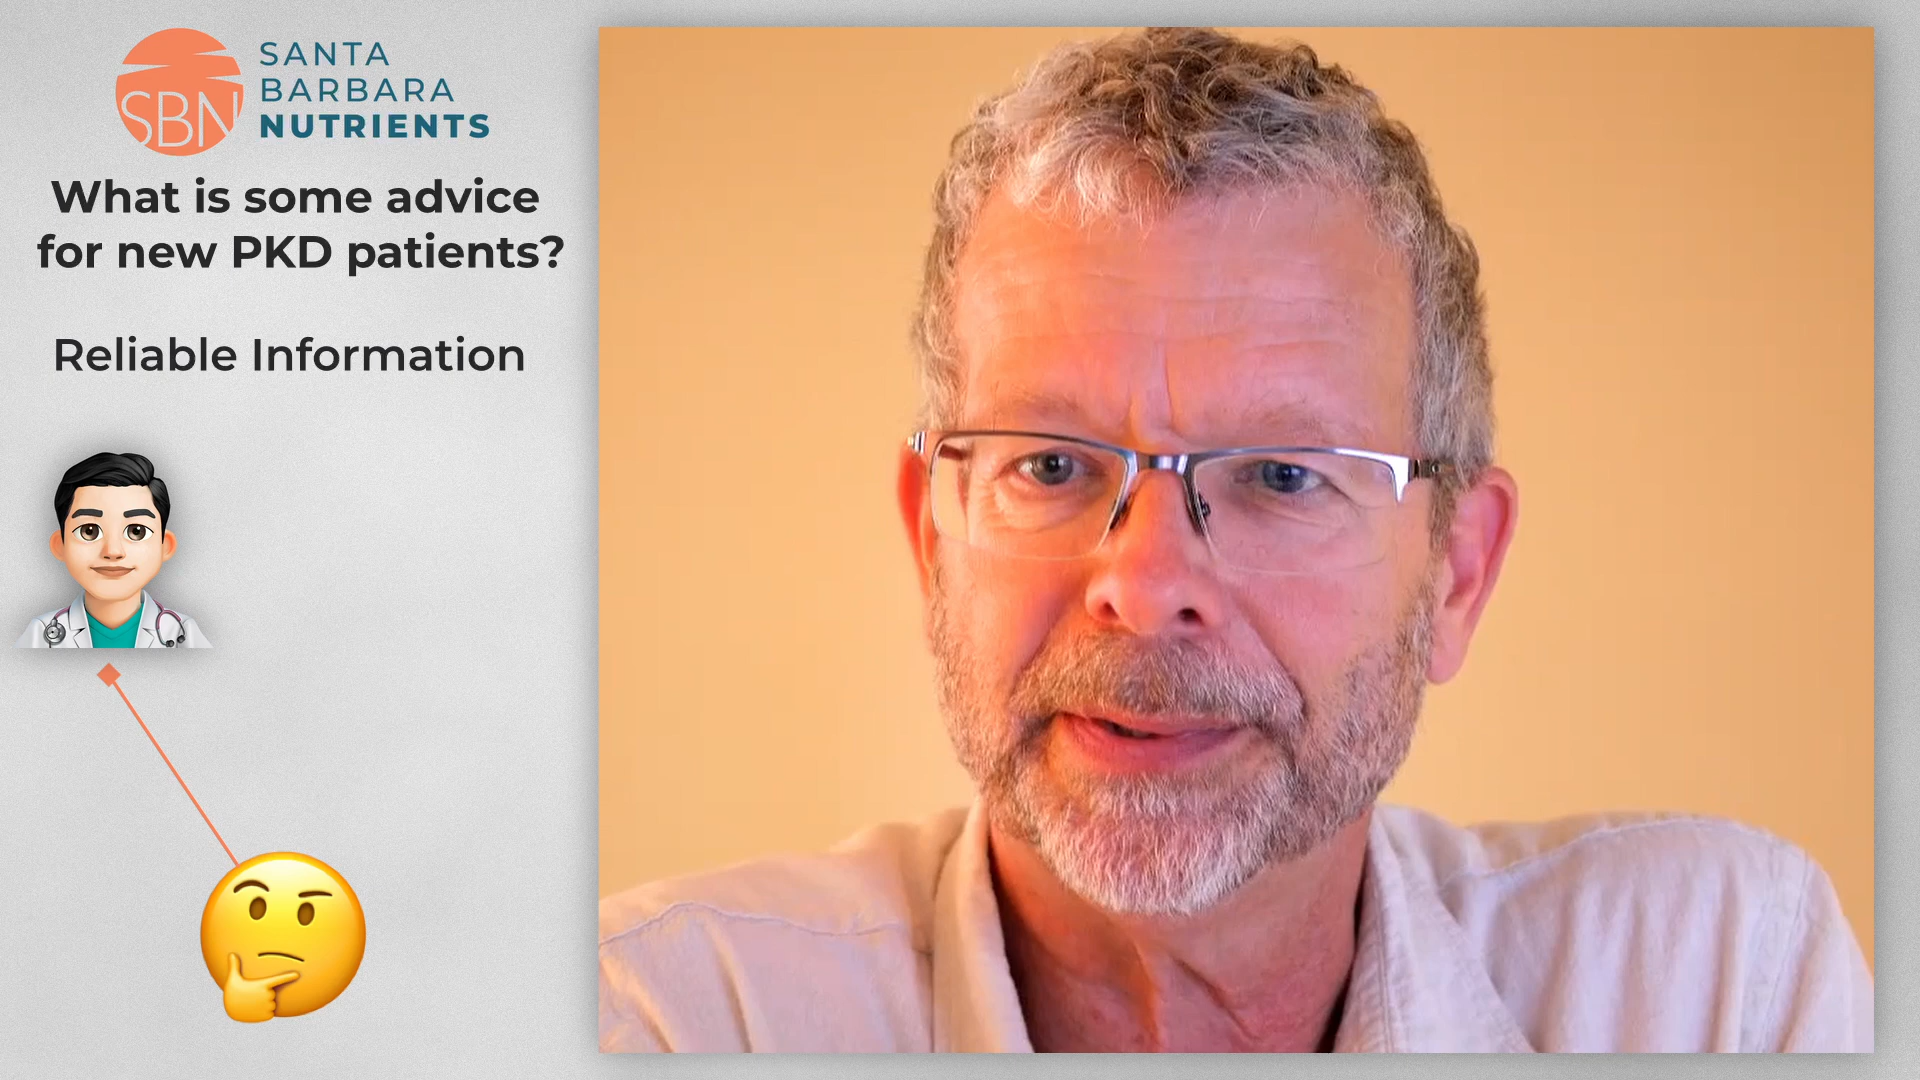 SBN
SANTA
BARBARA
NUTRIENTS
What is some advice
for new PKD patients?
Reliable Information